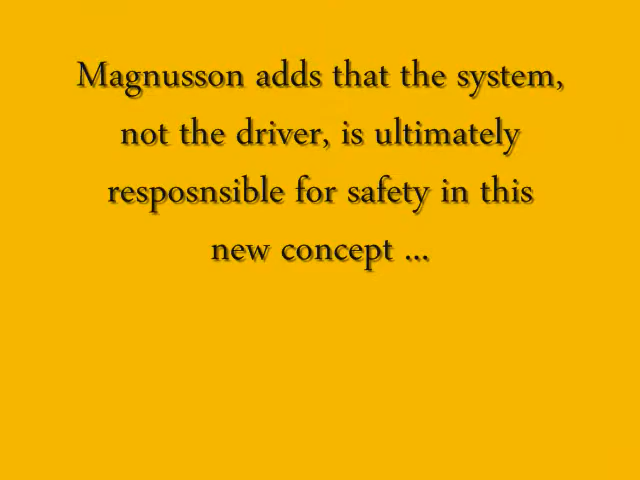 Magnusson adds that the system,
not the driver, is ultimately
resposnsible for safety in this
new concept ...